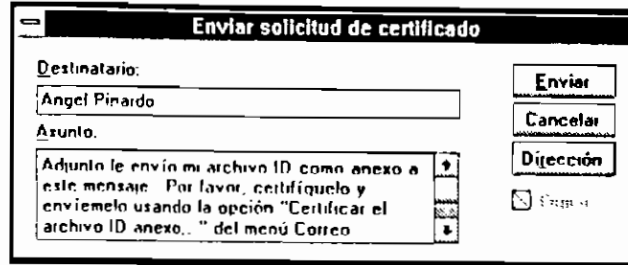 Enviar solicitud de certificado
Destinatario:
Angel Pinardo
Asunto.
Adjunto le envío mi archivo ID como anexo a
este mensaje. Por favor, certifíquelo y
envíemelo usando la opción "Certificar el
archivo ID anexo.." del menú Correo
Enviar
Cancelar
Dirección